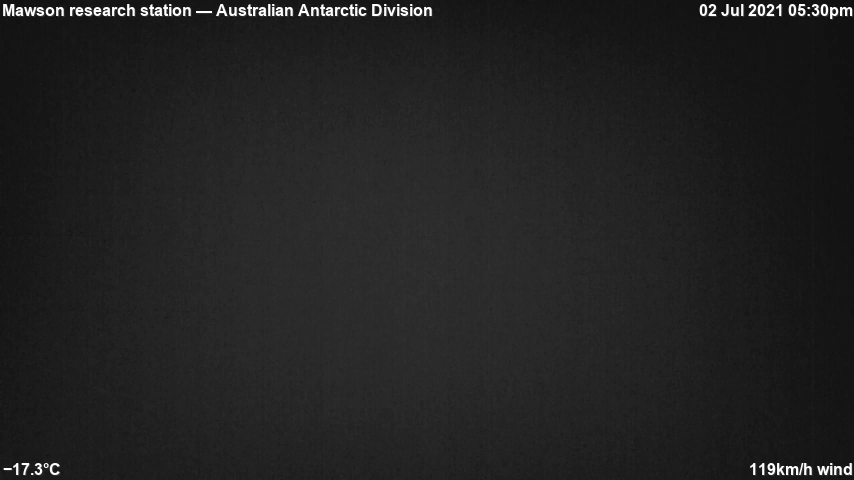 Mawson research station — Australian Antarctic Division
02 Jul 2021 05:30pm
−17.3°C
119km/h wind